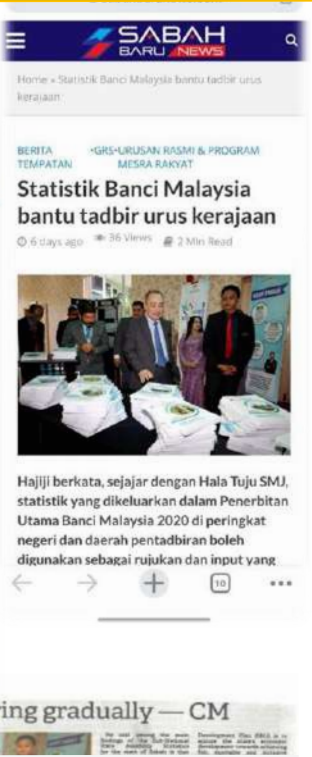 SABAH
BARU NEWS
Home » Statistik Banci Malaysia bantu tadbir urus
kerajaan
BERITA
TEMPATAN
•GRS-URUSAN RASMI & PROGRAM
MESRA RAKYAT
Statistik Banci Malaysia
bantu tadbir urus kerajaan
6 days ago 36 Views 2 Min Read
Hajiji berkata, sejajar dengan Hala Tuju SMJ,
statistik yang dikeluarkan dalam Penerbitan
Utama Banci Malaysia 2020 di peringkat
negeri dan daerah pentadbiran boleh
digunakan sebagai rujukan dan input yang
10
ing gradually — CM